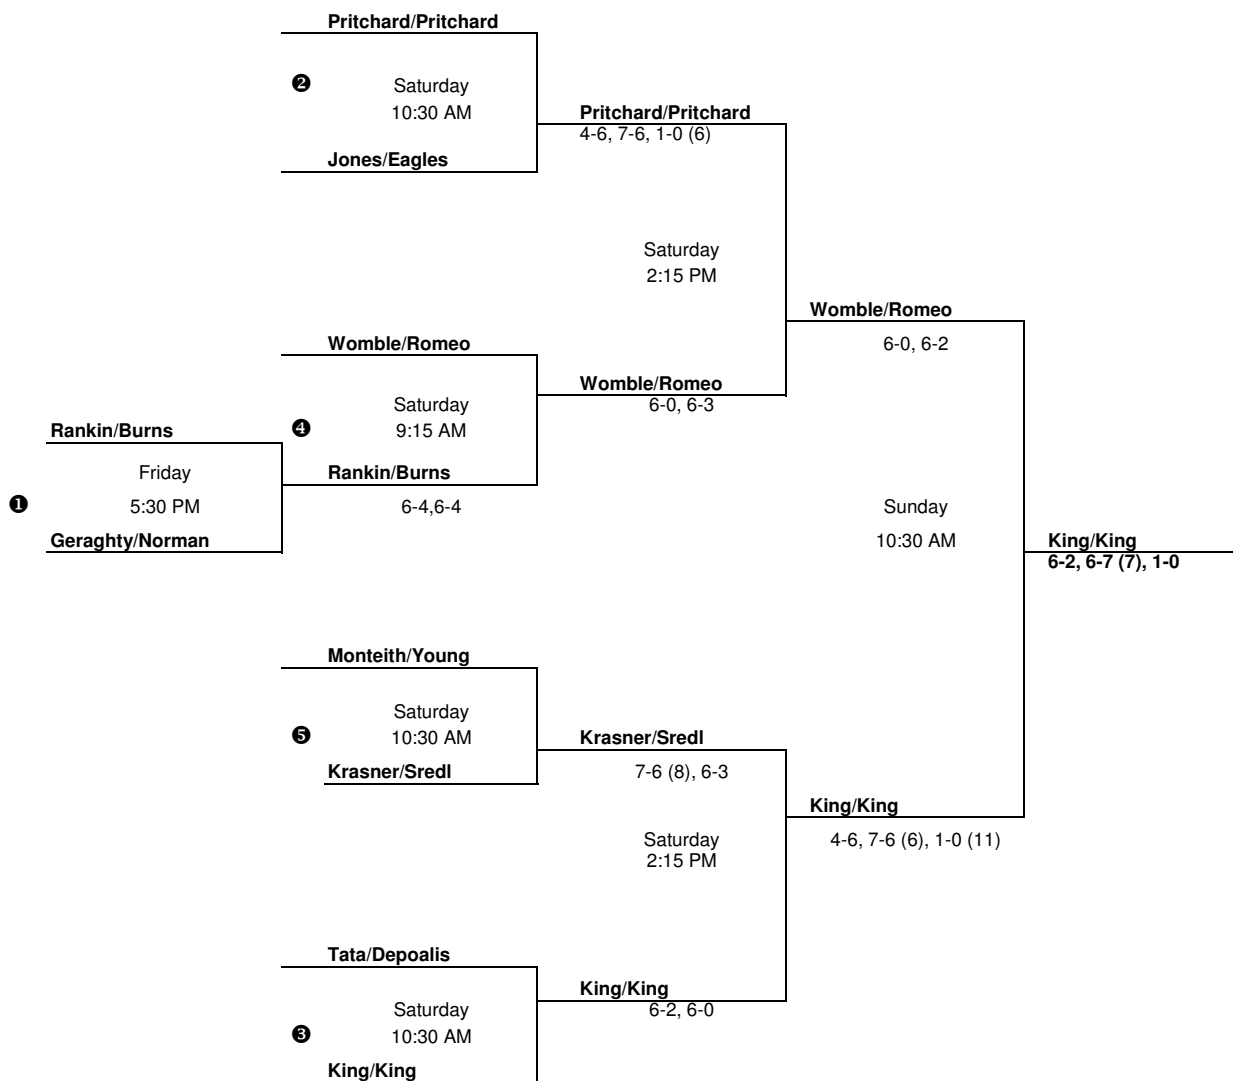 Pritchard/Pritchard
❷ Saturday
10:30 AM
Pritchard/Pritchard
4-6, 7-6, 1-0 (6)
Jones/Eagles
Saturday
2:15 PM
Womble/Romeo
6-0, 6-2
Womble/Romeo
Womble/Romeo
6-0, 6-3
Saturday
❹ 9:15 AM
Rankin/Burns
Friday
❶ 5:30 PM
Rankin/Burns
6-4,6-4
Geraghty/Norman
Sunday
10:30 AM
King/King
6-2, 6-7 (7), 1-0
Monteith/Young
Saturday
❺ 10:30 AM
Krasner/Sredl
7-6 (8), 6-3
Krasner/Sredl
King/King
4-6, 7-6 (6), 1-0 (11)
Saturday
2:15 PM
Tata/Depoalis
King/King
6-2, 6-0
Saturday
❸ 10:30 AM
King/King